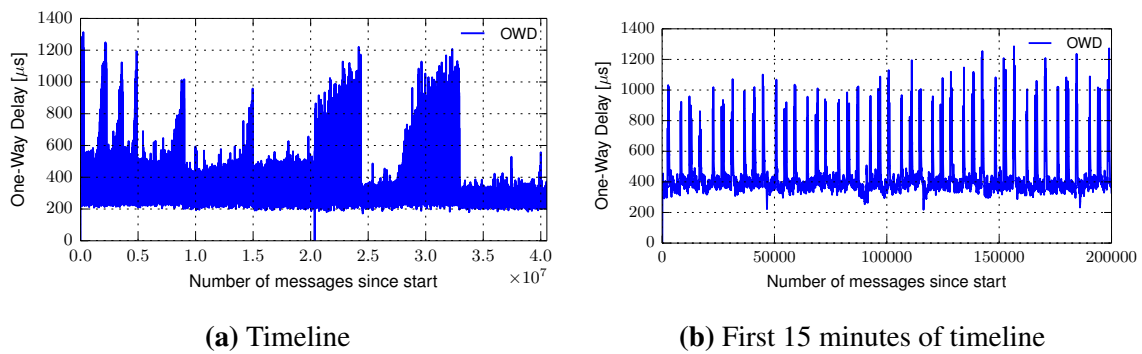 1400
1200
1000
800
600
400
200
0
One-Way Delay [μs]
OWD
0.0 0.5 1.0 1.5 2.0 2.5 3.0 3.5 4.0
×10⁷
Number of messages since start
(a) Timeline
1400
1200
1000
800
600
400
200
0
One-Way Delay [μs]
OWD
0 50000 100000 150000 200000
Number of messages since start
(b) First 15 minutes of timeline